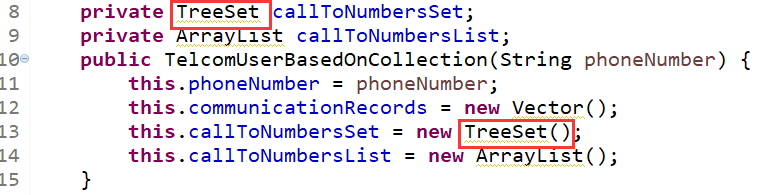 8 private TreeSet callToNumbersSet;
9 private ArrayList callToNumbersList;
10 public TelcomUserBasedOnCollection(String phoneNumber) {
11 this.phoneNumber = phoneNumber;
12 this.communicationRecords = new Vector();
13 this.callToNumbersSet = new TreeSet();
14 this.callToNumbersList = new ArrayList();
15 }